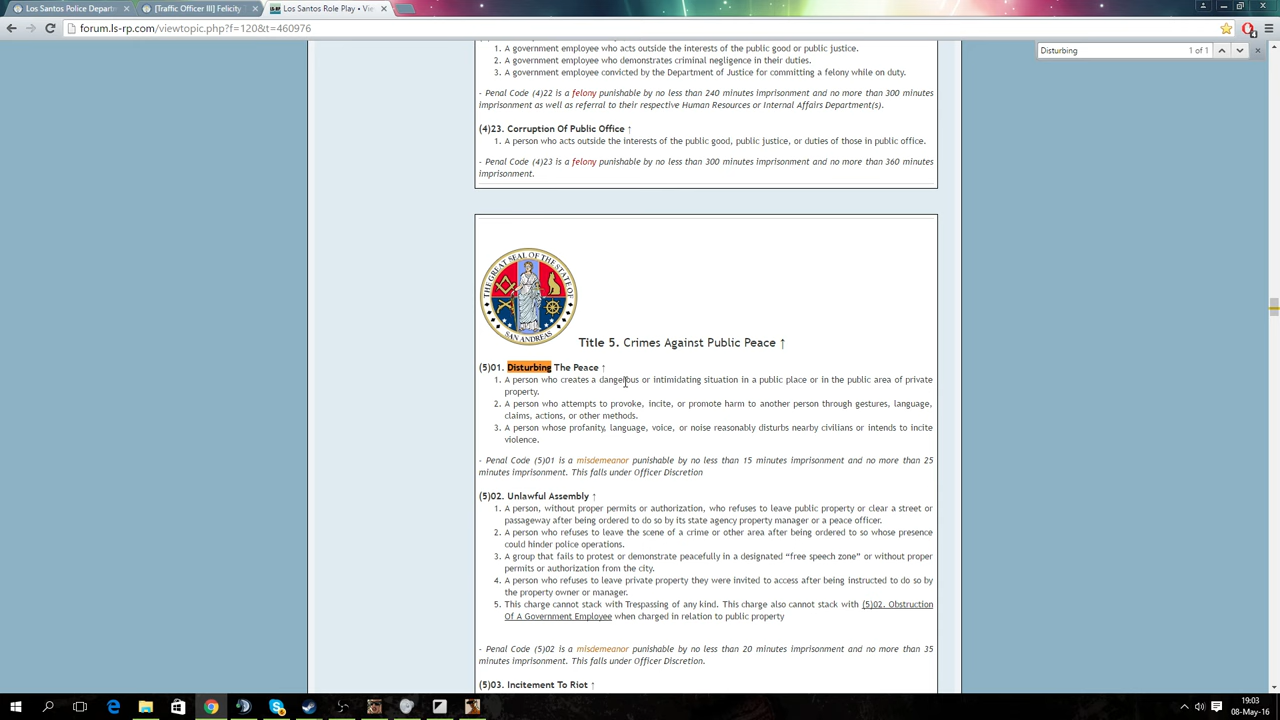 Los Santos Police Depart:
[Traffic Officer III] Felicity
Los Santos Role Play • Vi
forum.ls-rp.com/viewtopic.php?f=120&t=460976
Disturbing
1 of 1
1. A government employee who acts outside the interests of the public good or public justice.
2. A government employee who demonstrates criminal negligence in their duties.
3. A government employee convicted by the Department of Justice for committing a felony while on duty.
- Penal Code (4)22 is a felony punishable by no less than 240 minutes imprisonment and no more than 300 minutes
imprisonment as well as referral to their respective Human Resources or Internal Affairs Department(s).
(4)23. Corruption Of Public Office ↑
1. A person who acts outside the interests of the public good, public justice, or duties of those in public office.
- Penal Code (4)23 is a felony punishable by no less than 300 minutes imprisonment and no more than 360 minutes
imprisonment.
THE GREAT SEAL OF THE STATE OF
SAN ANDREAS
Title 5. Crimes Against Public Peace ↑
(5)01. Disturbing The Peace ↑
1. A person who creates a dangerous or intimidating situation in a public place or in the public area of private
property.
2. A person who attempts to provoke, incite, or promote harm to another person through gestures, language,
claims, actions, or other methods.
3. A person whose profanity, language, voice, or noise reasonably disturbs nearby civilians or intends to incite
violence.
- Penal Code (5)01 is a misdemeanor punishable by no less than 15 minutes imprisonment and no more than 25
minutes imprisonment. This falls under Officer Discretion
(5)02. Unlawful Assembly ↑
1. A person, without proper permits or authorization, who refuses to leave public property or clear a street or
passageway after being ordered to do so by its state agency property manager or a peace officer.
2. A person who refuses to leave the scene of a crime or other area after being ordered to so whose presence
could hinder police operations.
3. A group that fails to protest or demonstrate peacefully in a designated “free speech zone” or without proper
permits or authorization from the city.
4. A person who refuses to leave private property they were invited to access after being instructed to do so by
the property owner or manager.
5. This charge cannot stack with Trespassing of any kind. This charge also cannot stack with (5)02. Obstruction
Of A Government Employee when charged in relation to public property
- Penal Code (5)02 is a misdemeanor punishable by no less than 20 minutes imprisonment and no more than 35
minutes imprisonment. This falls under Officer Discretion.
(5)03. Incitement To Riot ↑
19:03
08-May-16